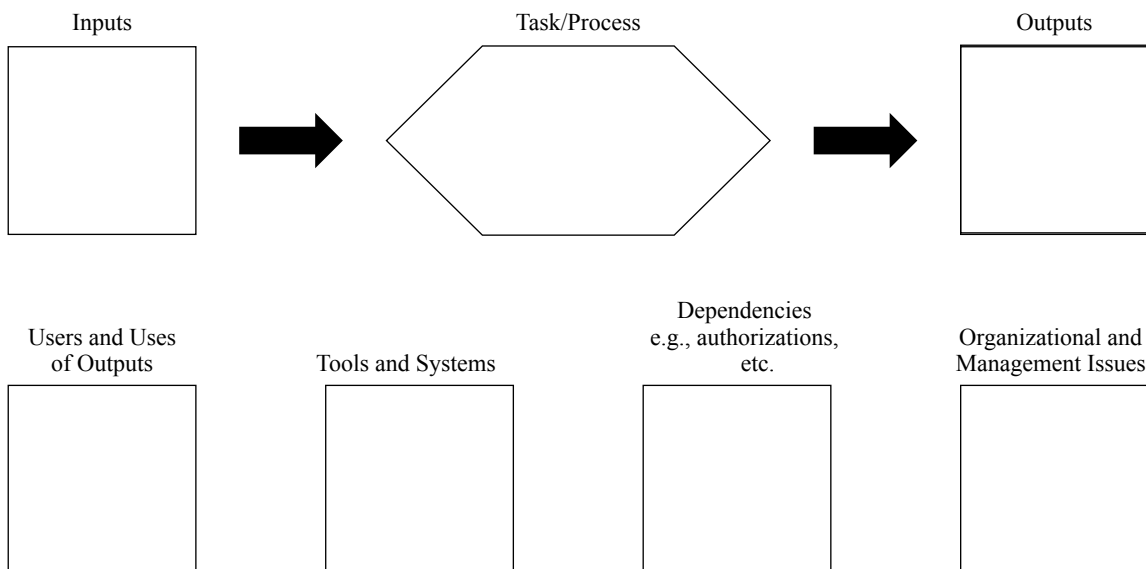 Inputs
Task/Process
Outputs
Users and Uses
of Outputs
Tools and Systems
Dependencies
e.g., authorizations,
etc.
Organizational and
Management Issues